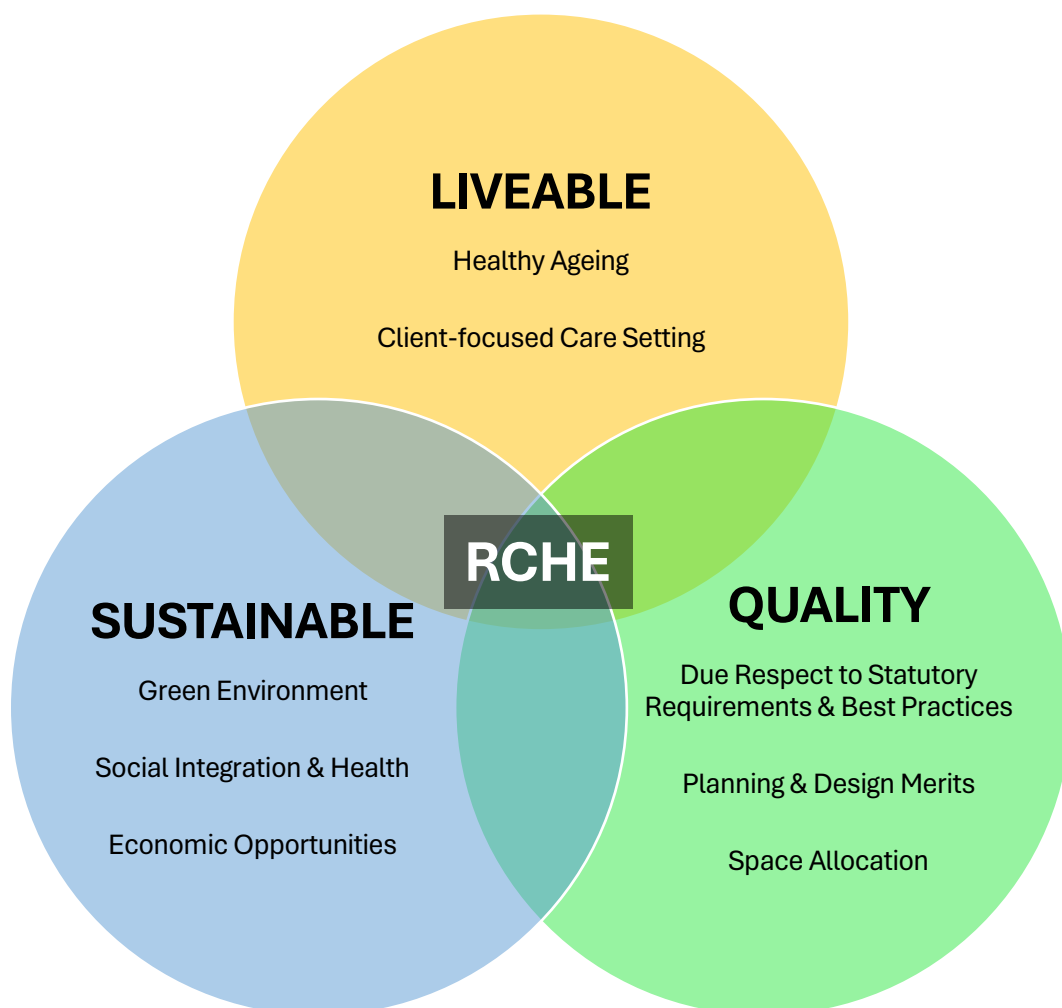 LIVEABLE
Healthy Ageing
Client-focused Care Setting
RCHE
SUSTAINABLE
Green Environment
Social Integration & Health
Economic Opportunities
QUALITY
Due Respect to Statutory
Requirements & Best Practices
Planning & Design Merits
Space Allocation